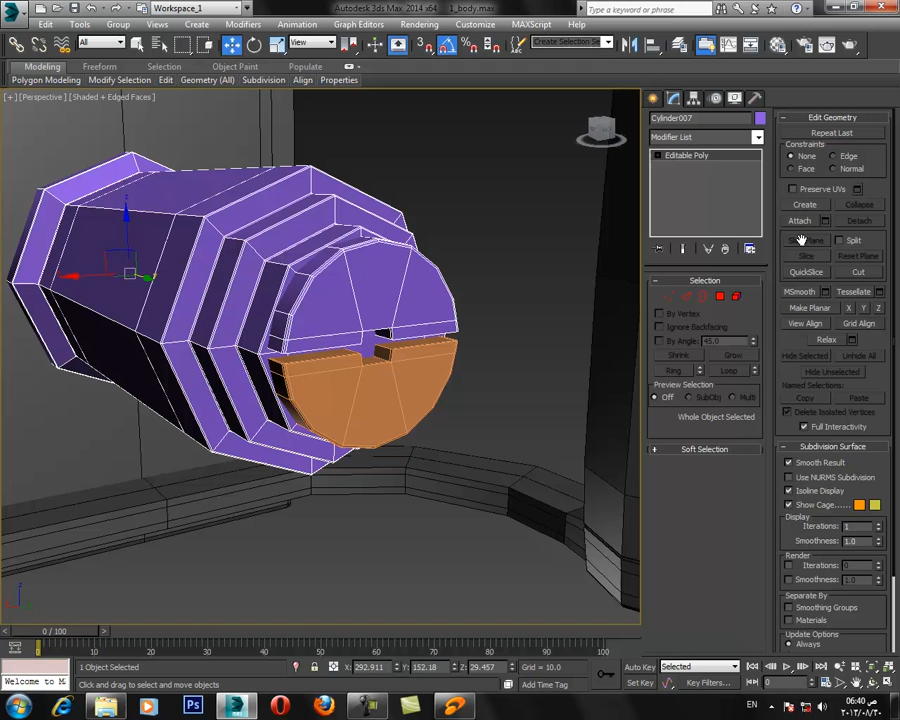 Workspace_1
Autodesk 3ds Max 2014 x64
1_body.max
Type a keyword or phrase
Edit Tools Group Views Create Modifiers Animation Graph Editors Rendering Customize MAXScript Help
All View Create Selection Se
Modeling Freeform Selection Object Paint Populate
Polygon Modeling Modify Selection Edit Geometry (All) Subdivision Align Properties
[+] [Perspective] [Shaded + Edged Faces]
Cylinder007
Modifier List
Editable Poly
Selection
By Vertex
Ignore Backfacing
By Angle: 45.0
Shrink Grow
Ring Loop
Preview Selection
Off SubObj Multi
Whole Object Selected
Soft Selection
Edit Geometry
Repeat Last
Constraints
None Edge
Face Normal
Preserve UVs
Create Collapse
Attach Detach
Split
Slice Reset Plane
QuickSlice Cut
MSmooth Tessellate
Make Planar X Y Z
View Align Grid Align
Relax
Hide Selected Unhide All
Hide Unselected
Named Selections:
Copy Paste
Delete Isolated Vertices
Full Interactivity
Subdivision Surface
Smooth Result
Use NURMS Subdivision
Isoline Display
Show Cage......
Display
Iterations: 1
Smoothness: 1.0
Render
Iterations: 0
Smoothness: 1.0
Separate By
Smoothing Groups
Materials
Update Options
Always
0 / 100
0 10 20 30 40 50 60 70 80 90 100
Welcome to M
1 Object Selected
Click and drag to select and move objects
X: 292.911 Y: 152.18 Z: 29.457 Grid = 10.0
Add Time Tag
Auto Key Selected
Set Key Key Filters...
0
EN
06:40 ص